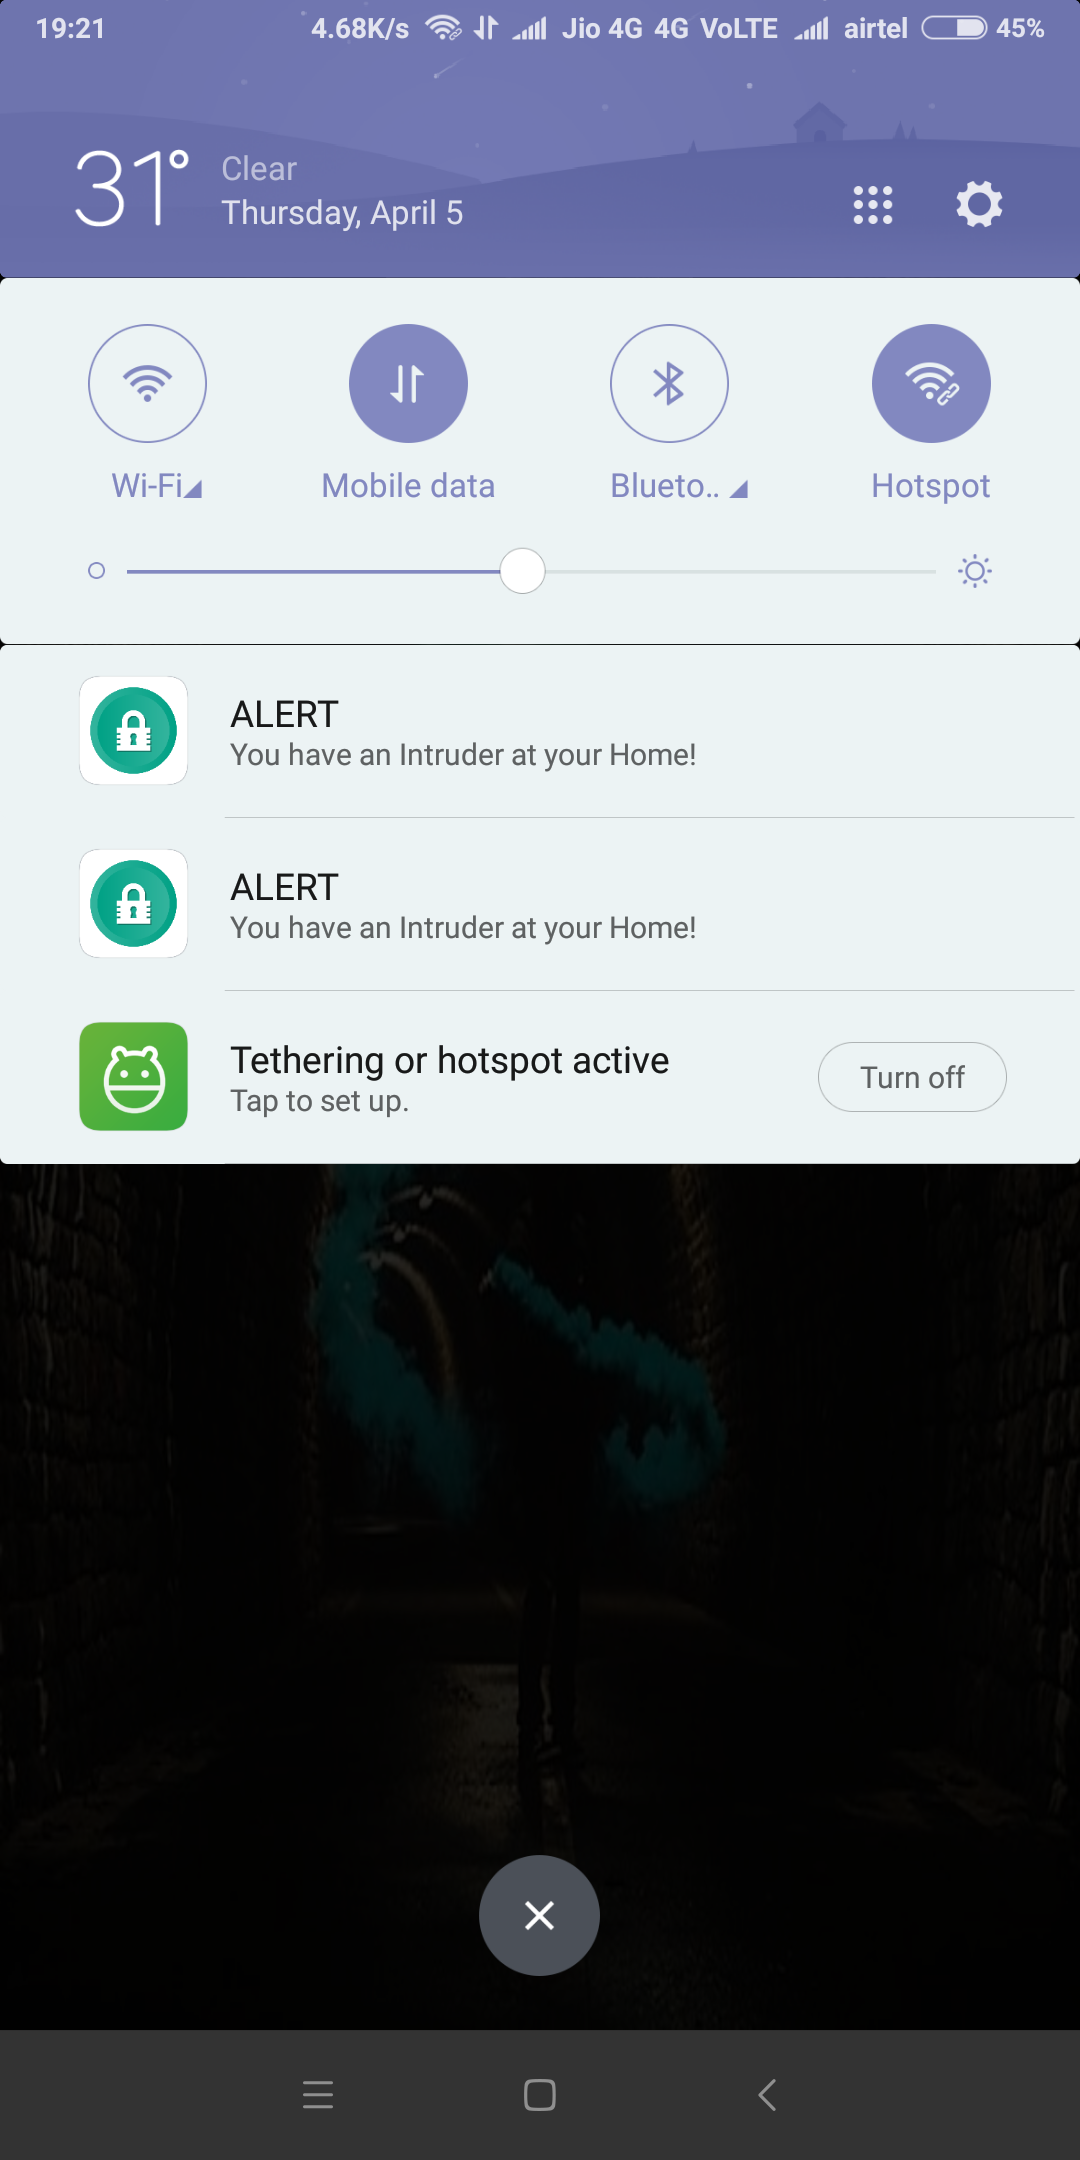 19:21 4.68K/s Jio 4G 4G VoLTE airtel 45%
31° Clear
Thursday, April 5
Wi-Fi Mobile data Blueto.. Hotspot
ALERT
You have an Intruder at your Home!
ALERT
You have an Intruder at your Home!
Tethering or hotspot active
Tap to set up.
Turn off